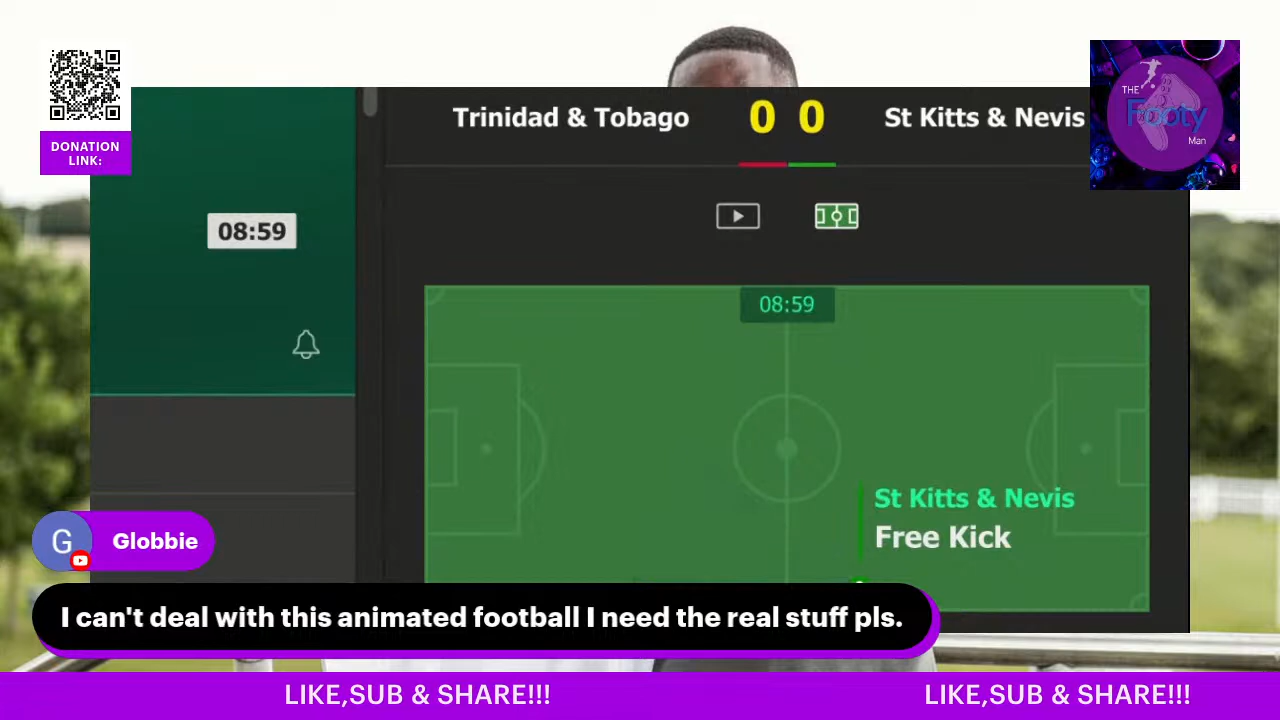 DONATION
LINK:
Trinidad & Tobago 0 0 St Kitts & Nevis
THE
Footy
Man
08:59
08:59
St Kitts & Nevis
Free Kick
G Globbie
I can't deal with this animated football I need the real stuff pls.
LIKE,SUB & SHARE!!! LIKE,SUB & SHARE!!!